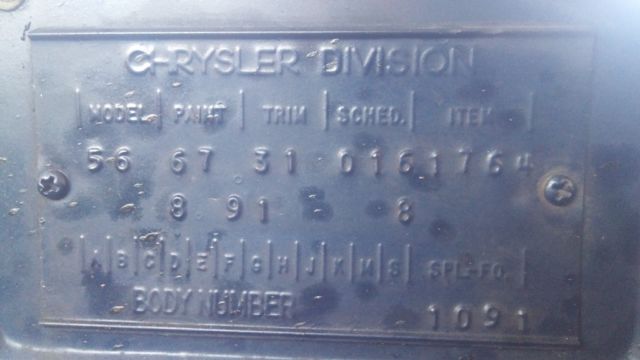 CHRYSLER DIVISION
MODEL PAINT TRIM SCHED. ITEM
56 67 31 0161764
8 91 8
A B C D E F G H J K M S SPL-FO.
BODY NUMBER 1091